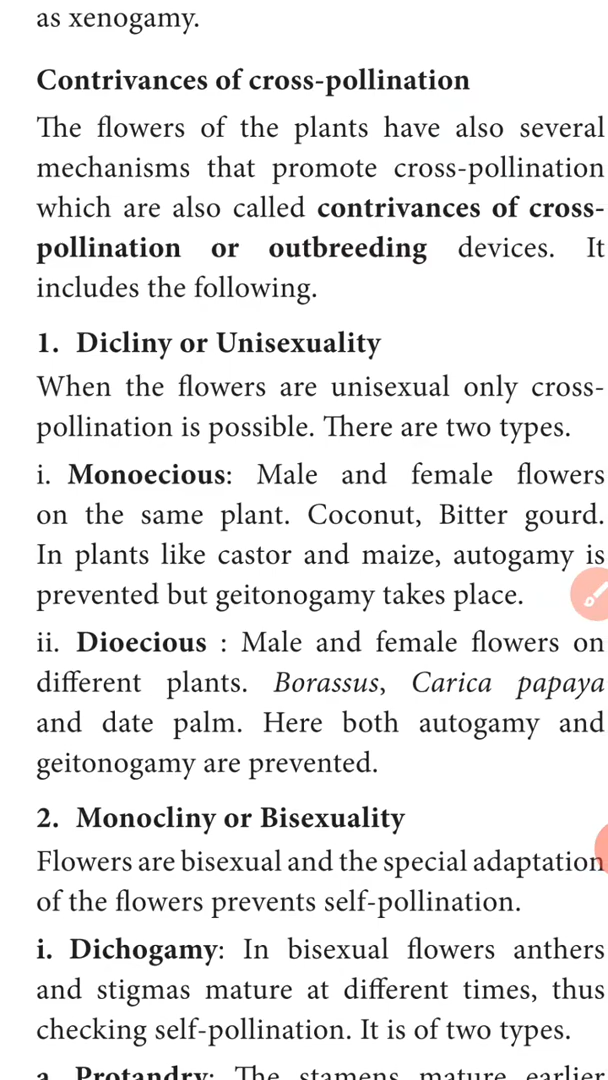 as xenogamy.
Contrivances of cross-pollination
The flowers of the plants have also several
mechanisms that promote cross-pollination
which are also called contrivances of cross-
pollination or outbreeding devices. It
includes the following.
1. Dicliny or Unisexuality
When the flowers are unisexual only cross-
pollination is possible. There are two types.
i. Monoecious: Male and female flowers
on the same plant. Coconut, Bitter gourd.
In plants like castor and maize, autogamy is
prevented but geitonogamy takes place.
ii. Dioecious : Male and female flowers on
different plants. Borassus, Carica papaya
and date palm. Here both autogamy and
geitonogamy are prevented.
2. Monocliny or Bisexuality
Flowers are bisexual and the special adaptation
of the flowers prevents self-pollination.
i. Dichogamy: In bisexual flowers anthers
and stigmas mature at different times, thus
checking self-pollination. It is of two types.
a. Protandry: The stamens mature earlier